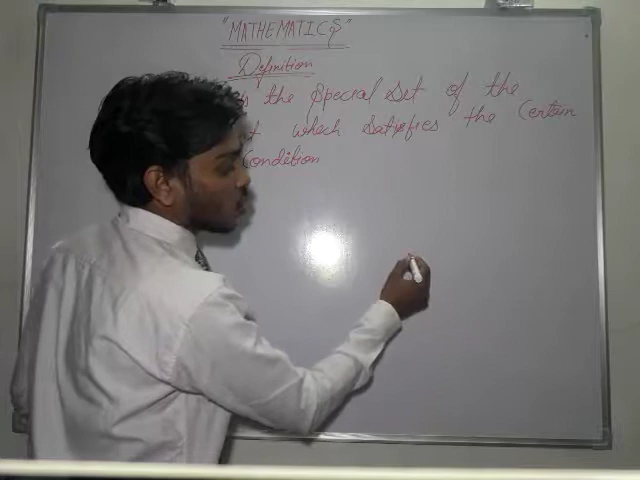 "MATHEMATICS"
Definition
the special set of the
which satisfies the Certain
Condition